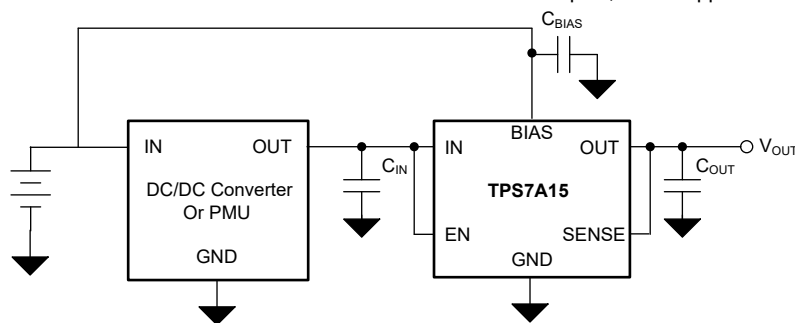 CBIAS
IN
OUT
DC/DC Converter
Or PMU
GND
CIN
IN
BIAS
OUT
TPS7A15
EN
SENSE
GND
COUT
VOUT